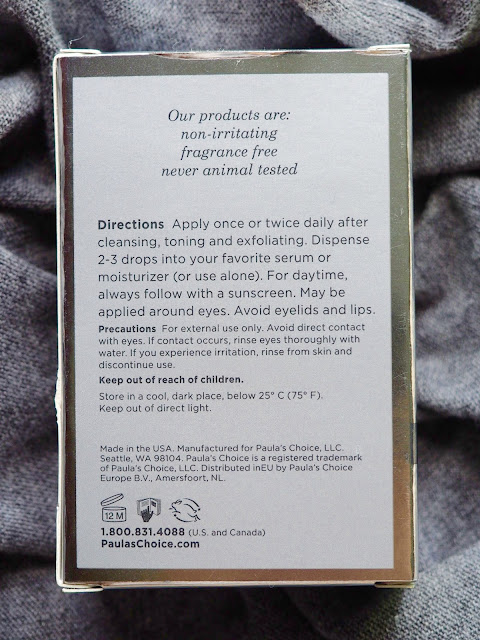 Our products are:
non-irritating
fragrance free
never animal tested
Directions Apply once or twice daily after
cleansing, toning and exfoliating. Dispense
2-3 drops into your favorite serum or
moisturizer (or use alone). For daytime,
always follow with a sunscreen. May be
applied around eyes. Avoid eyelids and lips.
Precautions For external use only. Avoid direct contact
with eyes. If contact occurs, rinse eyes thoroughly with
water. If you experience irritation, rinse from skin and
discontinue use.
Keep out of reach of children.
Store in a cool, dark place, below 25° C (75° F).
Keep out of direct light.
Made in the USA. Manufactured for Paula's Choice, LLC.
Seattle, WA 98104. Paula's Choice is a registered trademark
of Paula's Choice, LLC. Distributed inEU by Paula's Choice
Europe B.V., Amersfoort, NL.
12 M
1.800.831.4088 (U.S. and Canada)
PaulasChoice.com